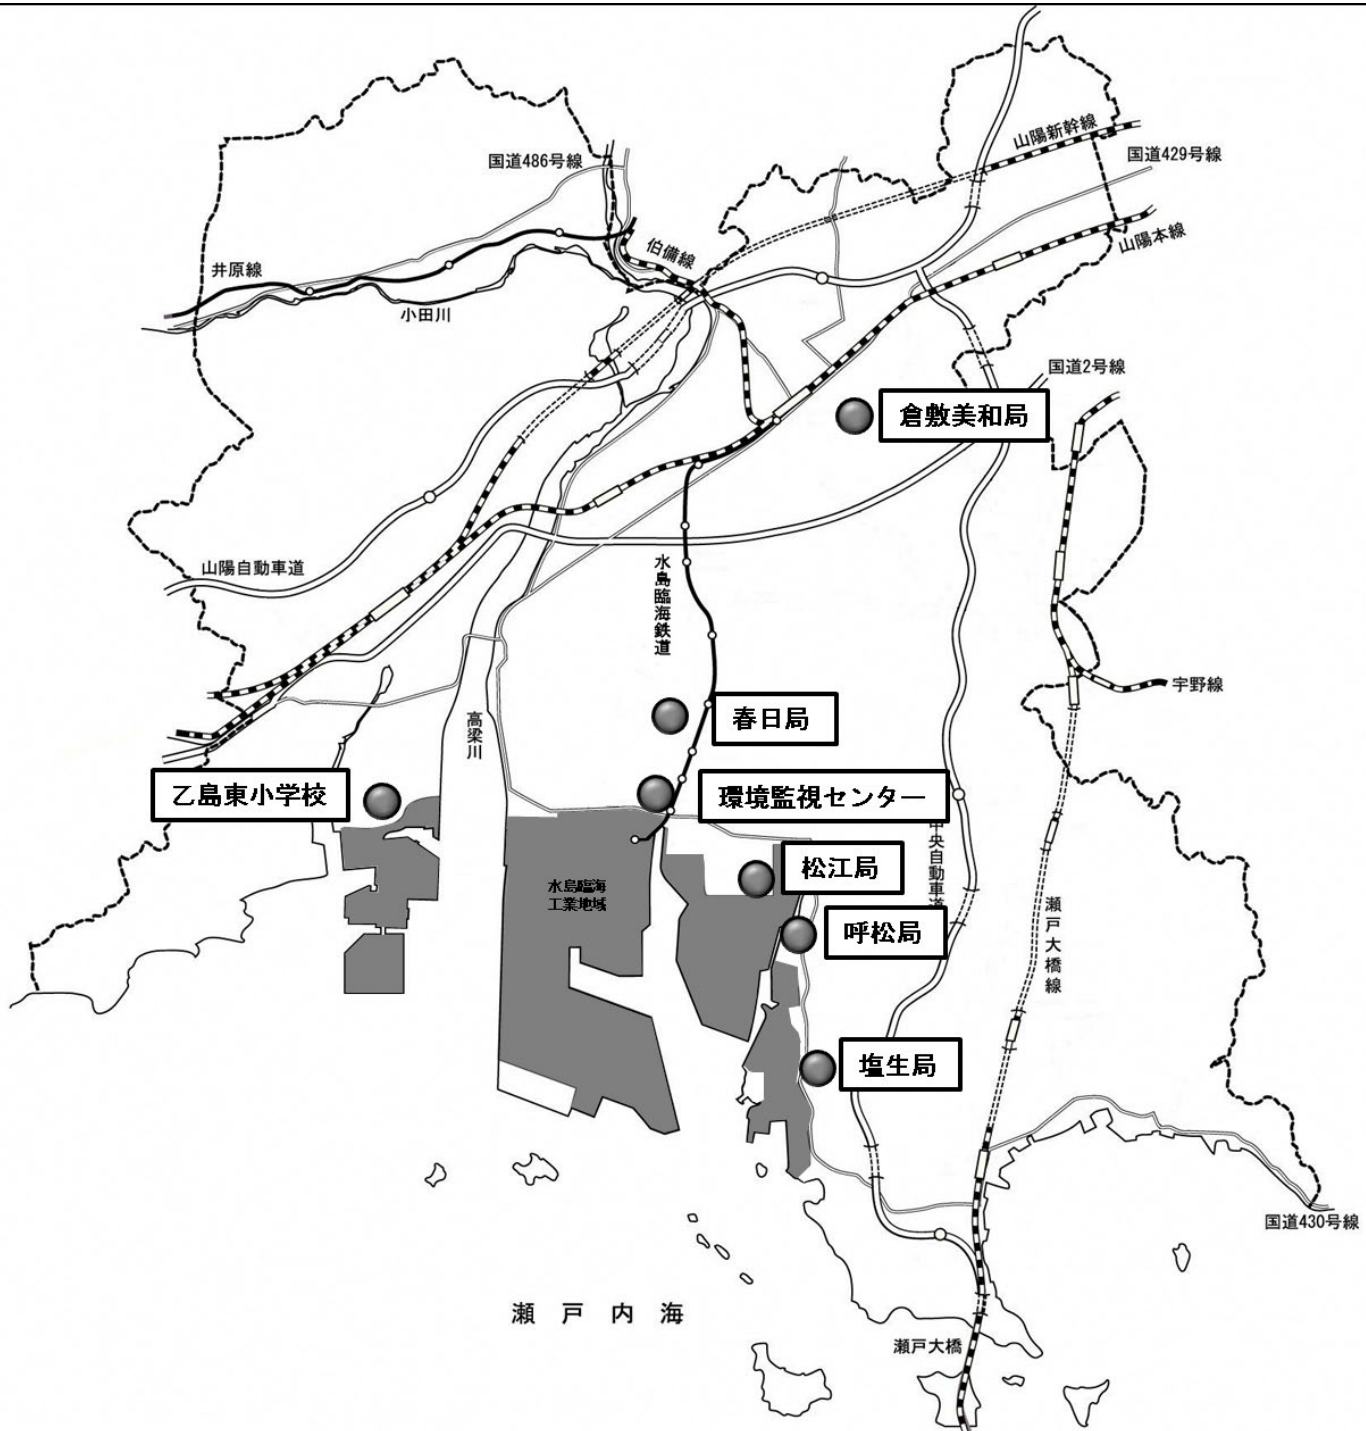 山陽新幹線
国道486号線
国道429号線
山陽本線
伯備線
井原線
小田川
国道2号線
倉敷美和局
山陽自動車道
水島臨海鉄道
宇野線
春日局
高梁川
乙島東小学校
環境監視センター
中央自動車道
松江局
水島臨海
工業地域
瀬戸大橋線
呼松局
塩生局
国道430号線
瀬戸内海
瀬戸大橋